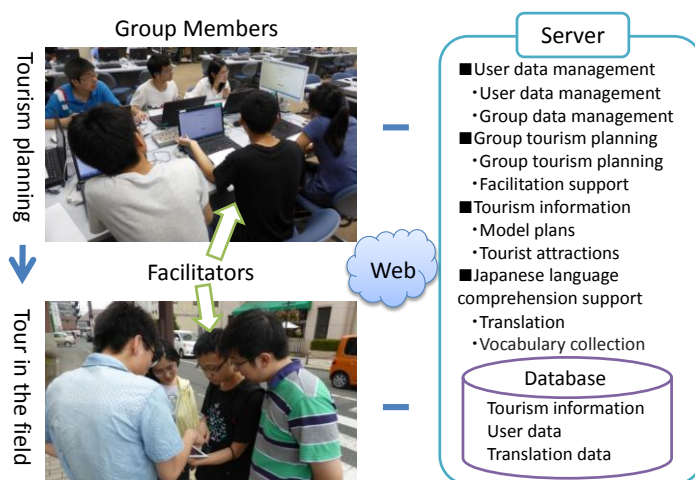 Group Members
Tourism planning
Facilitators
Tour in the field
Web
Server
■User data management
・User data management
・Group data management
■Group tourism planning
・Group tourism planning
・Facilitation support
■Tourism information
・Model plans
・Tourist attractions
■Japanese language
comprehension support
・Translation
・Vocabulary collection
Database
Tourism information
User data
Translation data